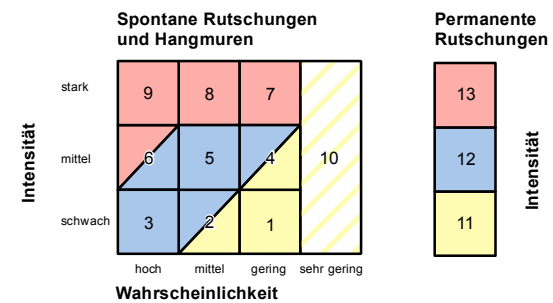 Spontane Rutschungen
und Hangmuren
Permanente
Rutschungen
Intensität
stark
9
8
7
mittel
6
5
4
10
schwach
3
2
1
hoch
mittel
gering
sehr gering
Wahrscheinlichkeit
13
12
11
Intensität